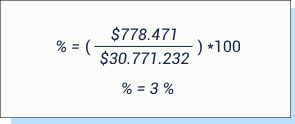 % = ( $778.471 / $30.771.232 ) *100
% = 3 %